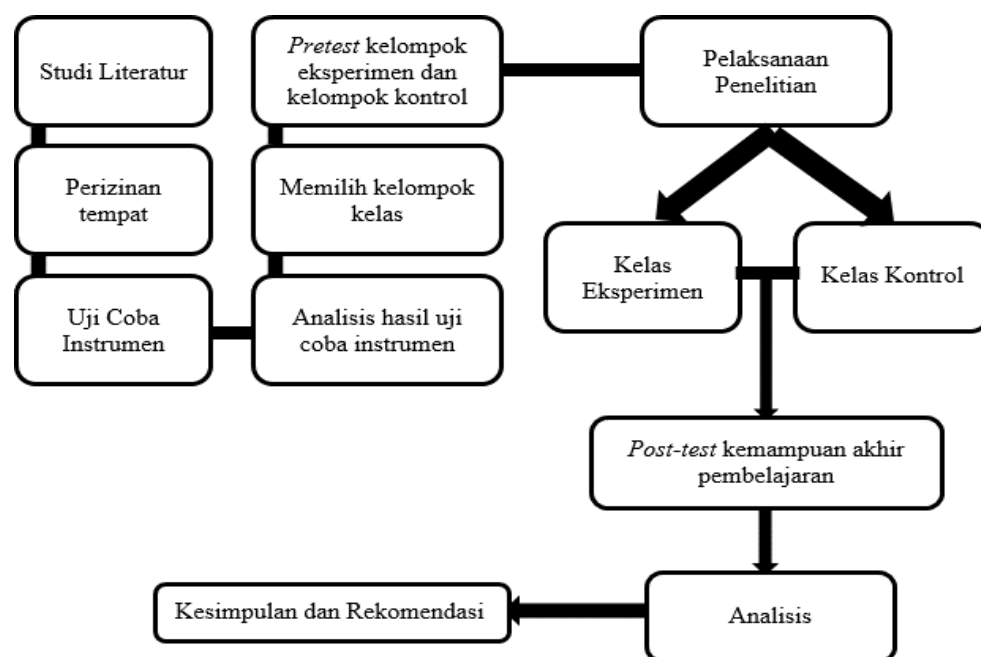 Studi Literatur
Perizinan
tempat
Uji Coba
Instrumen
Analisis hasil uji
coba instrumen
Memilih kelompok
kelas
Pretest kelompok
eksperimen dan
kelompok kontrol
Pelaksanaan
Penelitian
Kelas
Eksperimen
Kelas Kontrol
Post-test kemampuan akhir
pembelajaran
Analisis
Kesimpulan dan Rekomendasi